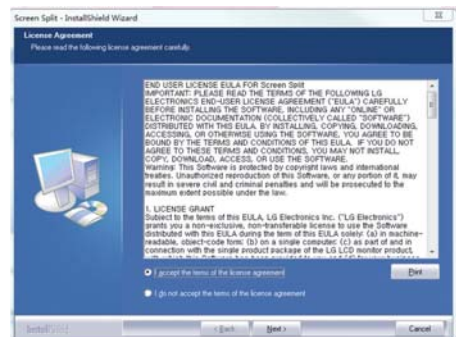 Screen Split - InstallShield Wizard
License Agreement
Please read the following license agreement carefully.
END USER LICENSE EULA FOR Screen Split
IMPORTANT: PLEASE READ THE TERMS OF THE FOLLOWING LG
ELECTRONICS END-USER LICENSE AGREEMENT ("EULA") CAREFULLY
BEFORE INSTALLING THE SOFTWARE, INCLUDING ANY "ONLINE" OR
ELECTRONIC DOCUMENTATION (COLLECTIVELY CALLED "SOFTWARE")
DISTRIBUTED WITH THIS EULA. BY INSTALLING, COPYING, DOWNLOADING,
ACCESSING, OR OTHERWISE USING THE SOFTWARE, YOU AGREE TO BE
BOUND BY THE TERMS AND CONDITIONS OF THIS EULA. IF YOU DO NOT
AGREE TO THESE TERMS AND CONDITIONS, YOU MAY NOT INSTALL,
COPY, DOWNLOAD, ACCESS, OR USE THE SOFTWARE.
Warning: This Software is protected by copyright laws and international
treaties. Unauthorized reproduction of this Software, or any portion of it, may
result in severe civil and criminal penalties and will be prosecuted to the
maximum extent possible under the law.
1. LICENSE GRANT
Subject to the terms of this EULA, LG Electronics Inc. ("LG Electronics")
grants you a non-exclusive, non-transferable license to use the Software
distributed with this EULA during the term of this EULA solely: (a) in machine-
readable, object-code form; (b) on a single computer; (c) as part of and in
connection with the single product package of the LG LCD monitor product,
I accept the terms of the license agreement
Print
I do not accept the terms of the license agreement
InstallShield
< Back
Next >
Cancel